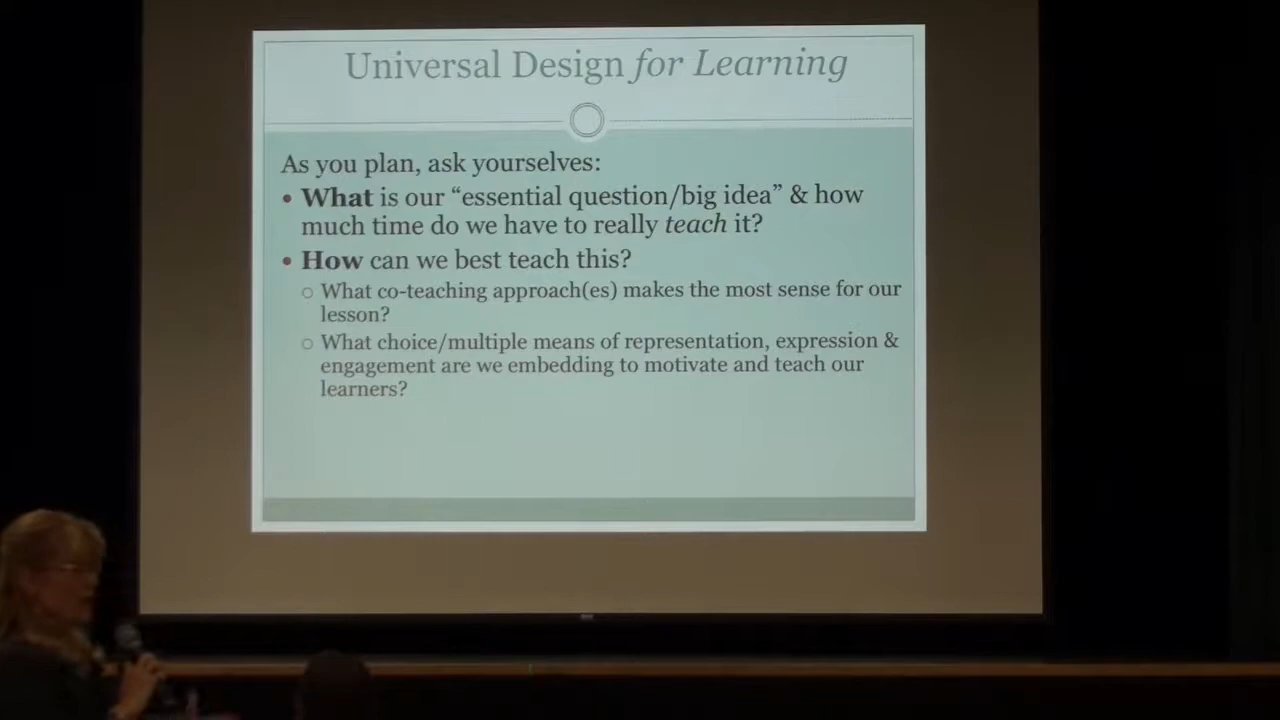 Universal Design for Learning
As you plan, ask yourselves:
• What is our “essential question/big idea” & how
much time do we have to really teach it?
• How can we best teach this?
○ What co-teaching approach(es) makes the most sense for our
lesson?
○ What choice/multiple means of representation, expression &
engagement are we embedding to motivate and teach our
learners?